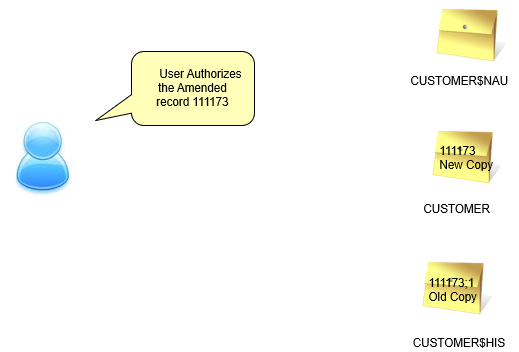 User Authorizes
the Amended
record 111173
CUSTOMER$NAU
111173
New Copy
CUSTOMER
111173;1
Old Copy
CUSTOMER$HIS